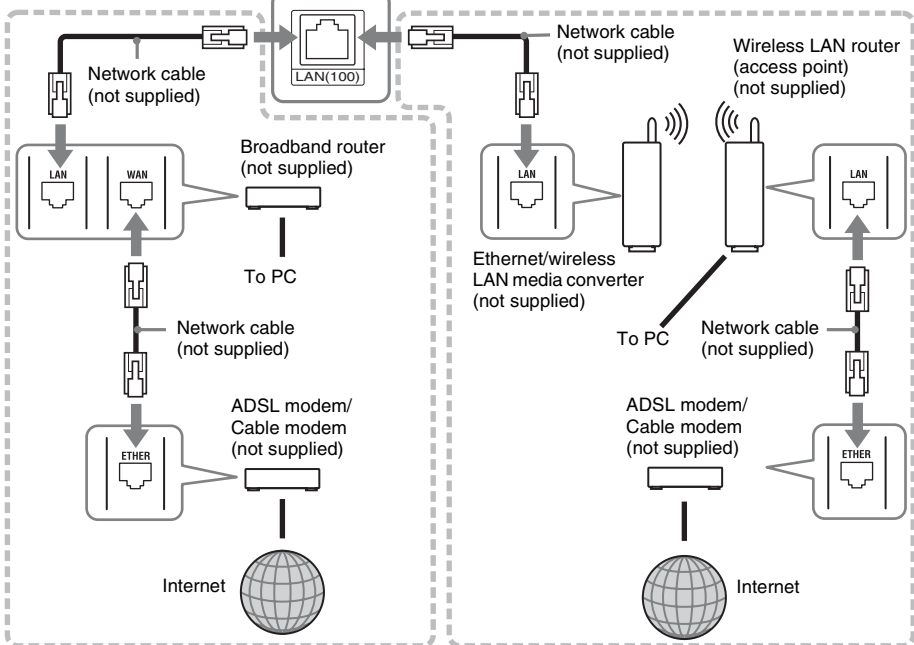 LAN(100)
Network cable
(not supplied)
LAN
WAN
Broadband router
(not supplied)
To PC
Network cable
(not supplied)
ADSL modem/
Cable modem
(not supplied)
ETHER
Internet
Network cable
(not supplied)
Wireless LAN router
(access point)
(not supplied)
LAN
LAN
Ethernet/wireless
LAN media converter
(not supplied)
To PC
Network cable
(not supplied)
ADSL modem/
Cable modem
(not supplied)
ETHER
Internet